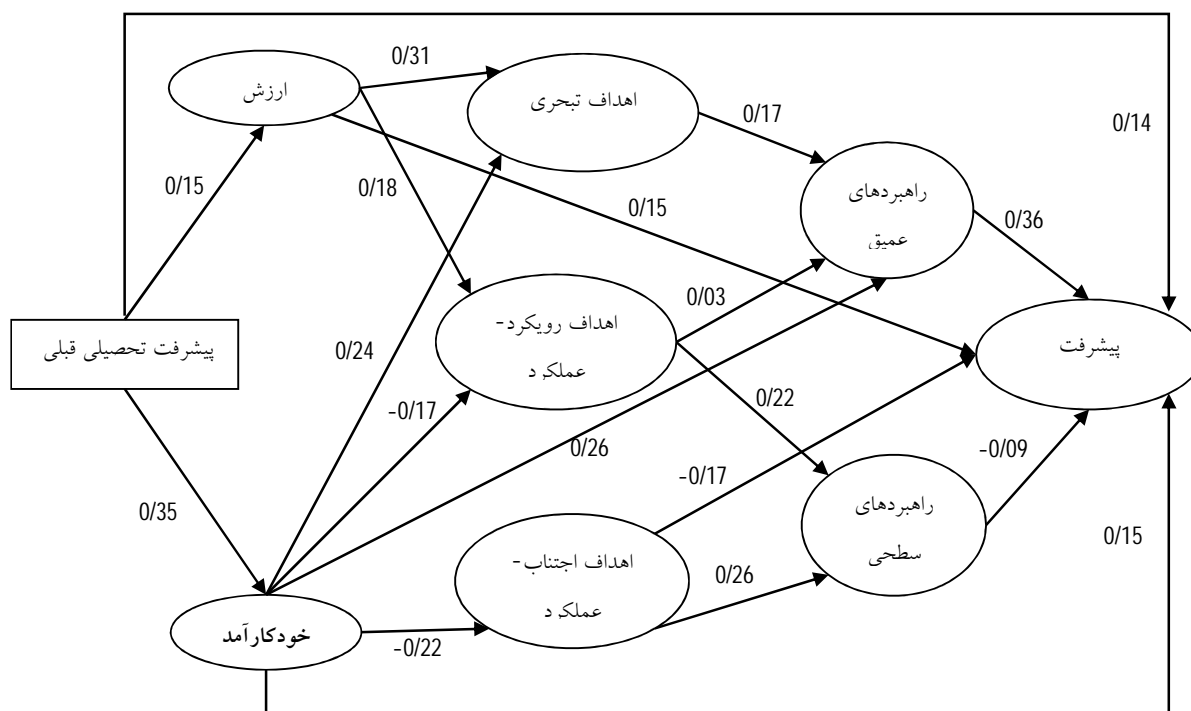 0/31
ارزش
اهداف تبحری
0/17
0/14
0/15
0/18
0/15
راهبردهای
عمیق
0/36
0/03
اهداف رویکرد-
عملکرد
پیشرفت تحصیلی قبلی
0/24
پیشرفت
-0/17
0/22
0/26
-0/17
-0/09
راهبردهای
سطحی
0/35
0/15
اهداف اجتناب-
عملکرد
0/26
خودکارآمد
-0/22